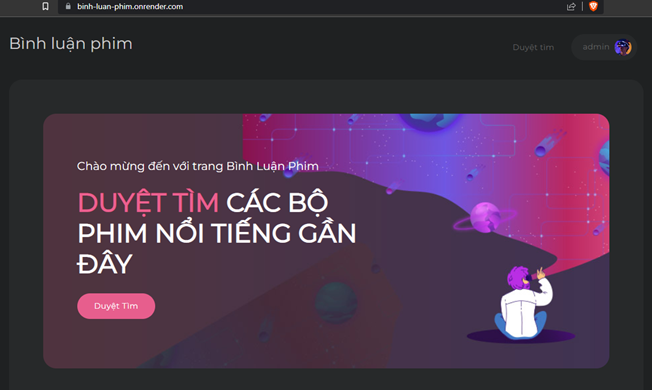 binh-luan-phim.onrender.com
Bình luận phim
Duyệt tìm
admin
Chào mừng đến với trang Bình Luận Phim
DUYỆT TÌM CÁC BỘ
PHIM NỔI TIẾNG GẦN
ĐÂY
Duyệt Tìm